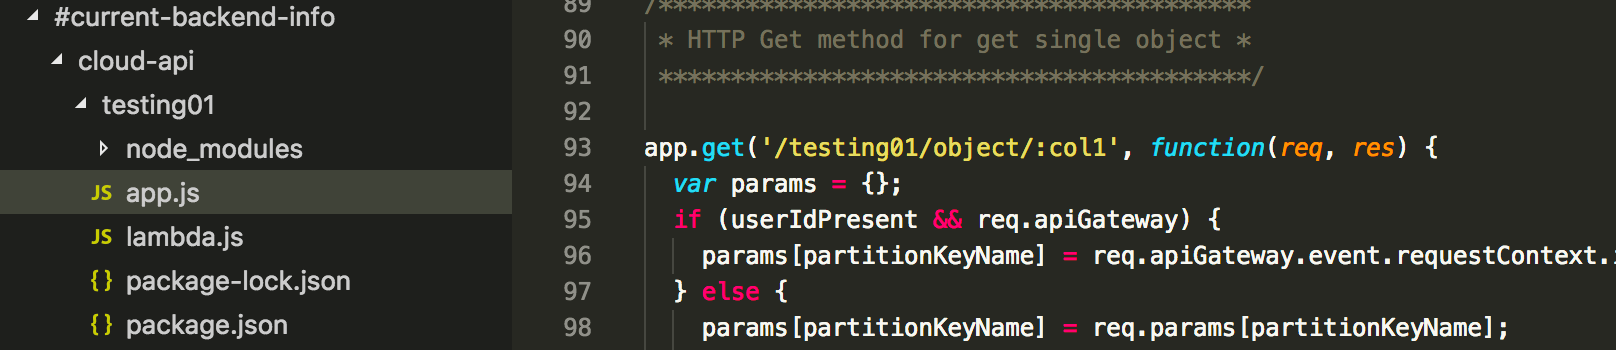 #current-backend-info
cloud-api
testing01
node_modules
JS app.js
JS lambda.js
{} package-lock.json
{} package.json
89 /*****************************************
90 * HTTP Get method for get single object *
91 *****************************************/
92
93 app.get('/testing01/object/:col1', function(req, res) {
94 var params = {};
95 if (userIdPresent && req.apiGateway) {
96 params[partitionKeyName] = req.apiGateway.event.requestContext.
97 } else {
98 params[partitionKeyName] = req.params[partitionKeyName];